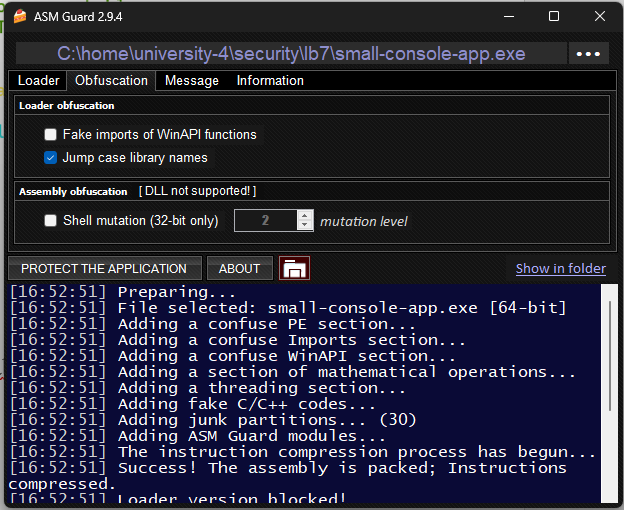 ASM Guard 2.9.4
C:\home\university-4\security\lb7\small-console-app.exe
•••
Loader Obfuscation Message Information
Loader obfuscation
Fake imports of WinAPI functions
Jump case library names
Assembly obfuscation [ DLL not supported! ]
Shell mutation (32-bit only) 2 mutation level
PROTECT THE APPLICATION ABOUT Show in folder
[16:52:51] Preparing...
[16:52:51] File selected: small-console-app.exe [64-bit]
[16:52:51] Adding a confuse PE section...
[16:52:51] Adding a confuse Imports section...
[16:52:51] Adding a confuse WinAPI section...
[16:52:51] Adding a section of mathematical operations...
[16:52:51] Adding a threading section...
[16:52:51] Adding fake C/C++ codes...
[16:52:51] Adding junk partitions... (30)
[16:52:51] Adding ASM Guard modules...
[16:52:51] The instruction compression process has begun...
[16:52:51] Success! The assembly is packed; Instructions
compressed.
[16:52:51] Loader version blocked!